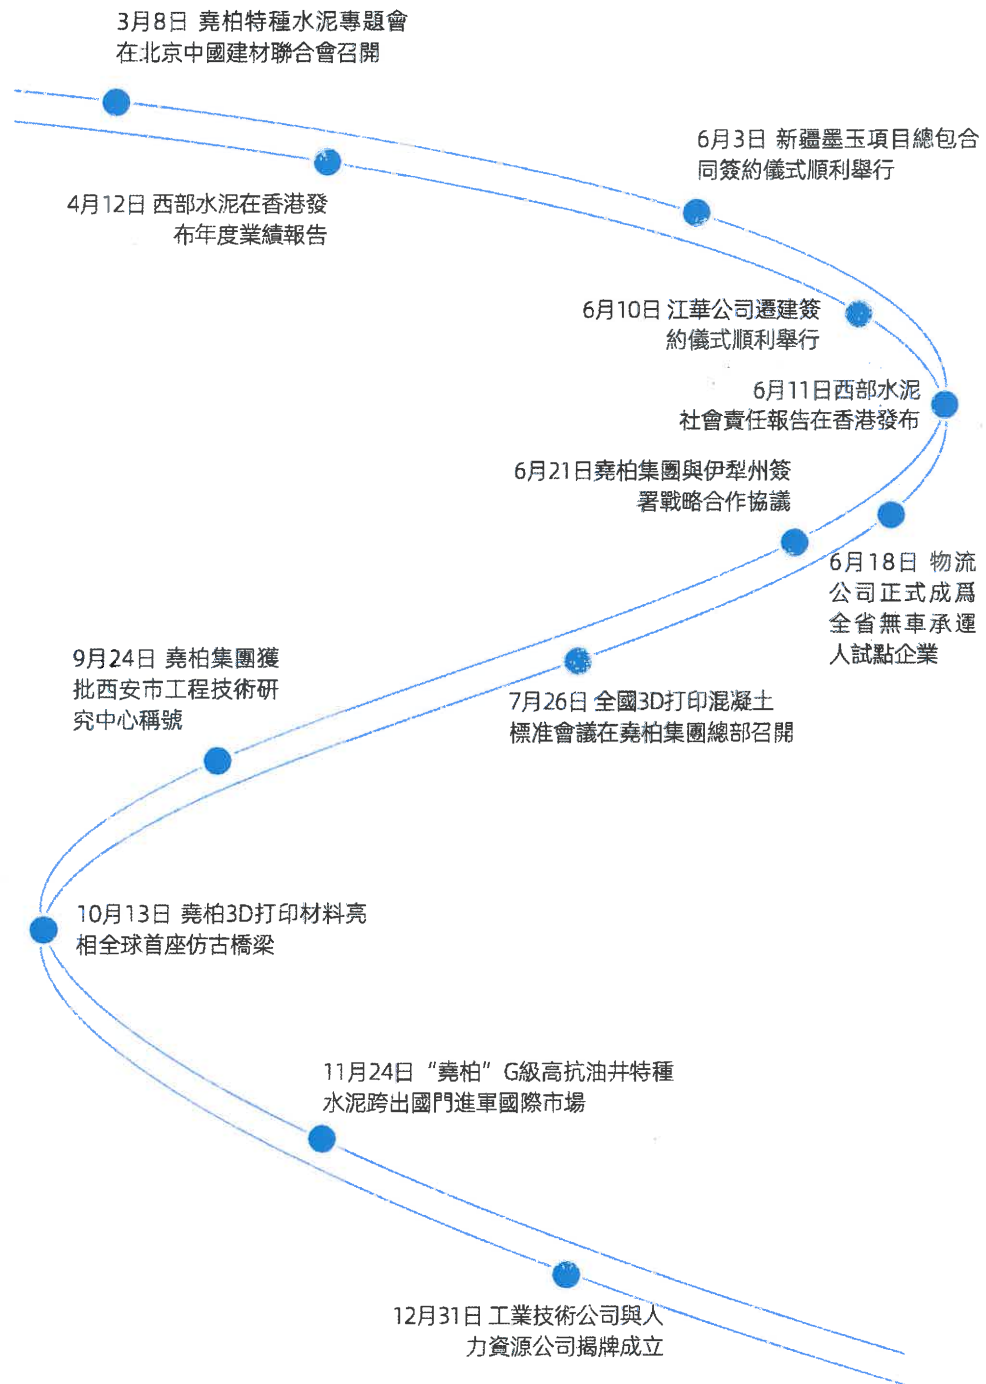 3月8日 堯柏特種水泥專題會
在北京中國建材聯合會召開
4月12日 西部水泥在香港發
布年度業績報告
6月3日 新疆墨玉項目總包合
同簽約儀式順利舉行
6月10日 江華公司遷建簽
約儀式順利舉行
6月11日西部水泥
社會責任報告在香港發布
6月18日 物流
公司正式成爲
全省無車承運
人試點企業
6月21日堯柏集團與伊犁州簽
署戰略合作協議
7月26日 全國3D打印混凝土
標准會議在堯柏集團總部召開
9月24日 堯柏集團獲
批西安市工程技術研
究中心稱號
10月13日 堯柏3D打印材料亮
相全球首座仿古橋梁
11月24日“堯柏”G級高抗油井特種
水泥跨出國門進軍國際市場
12月31日 工業技術公司與人
力資源公司揭牌成立